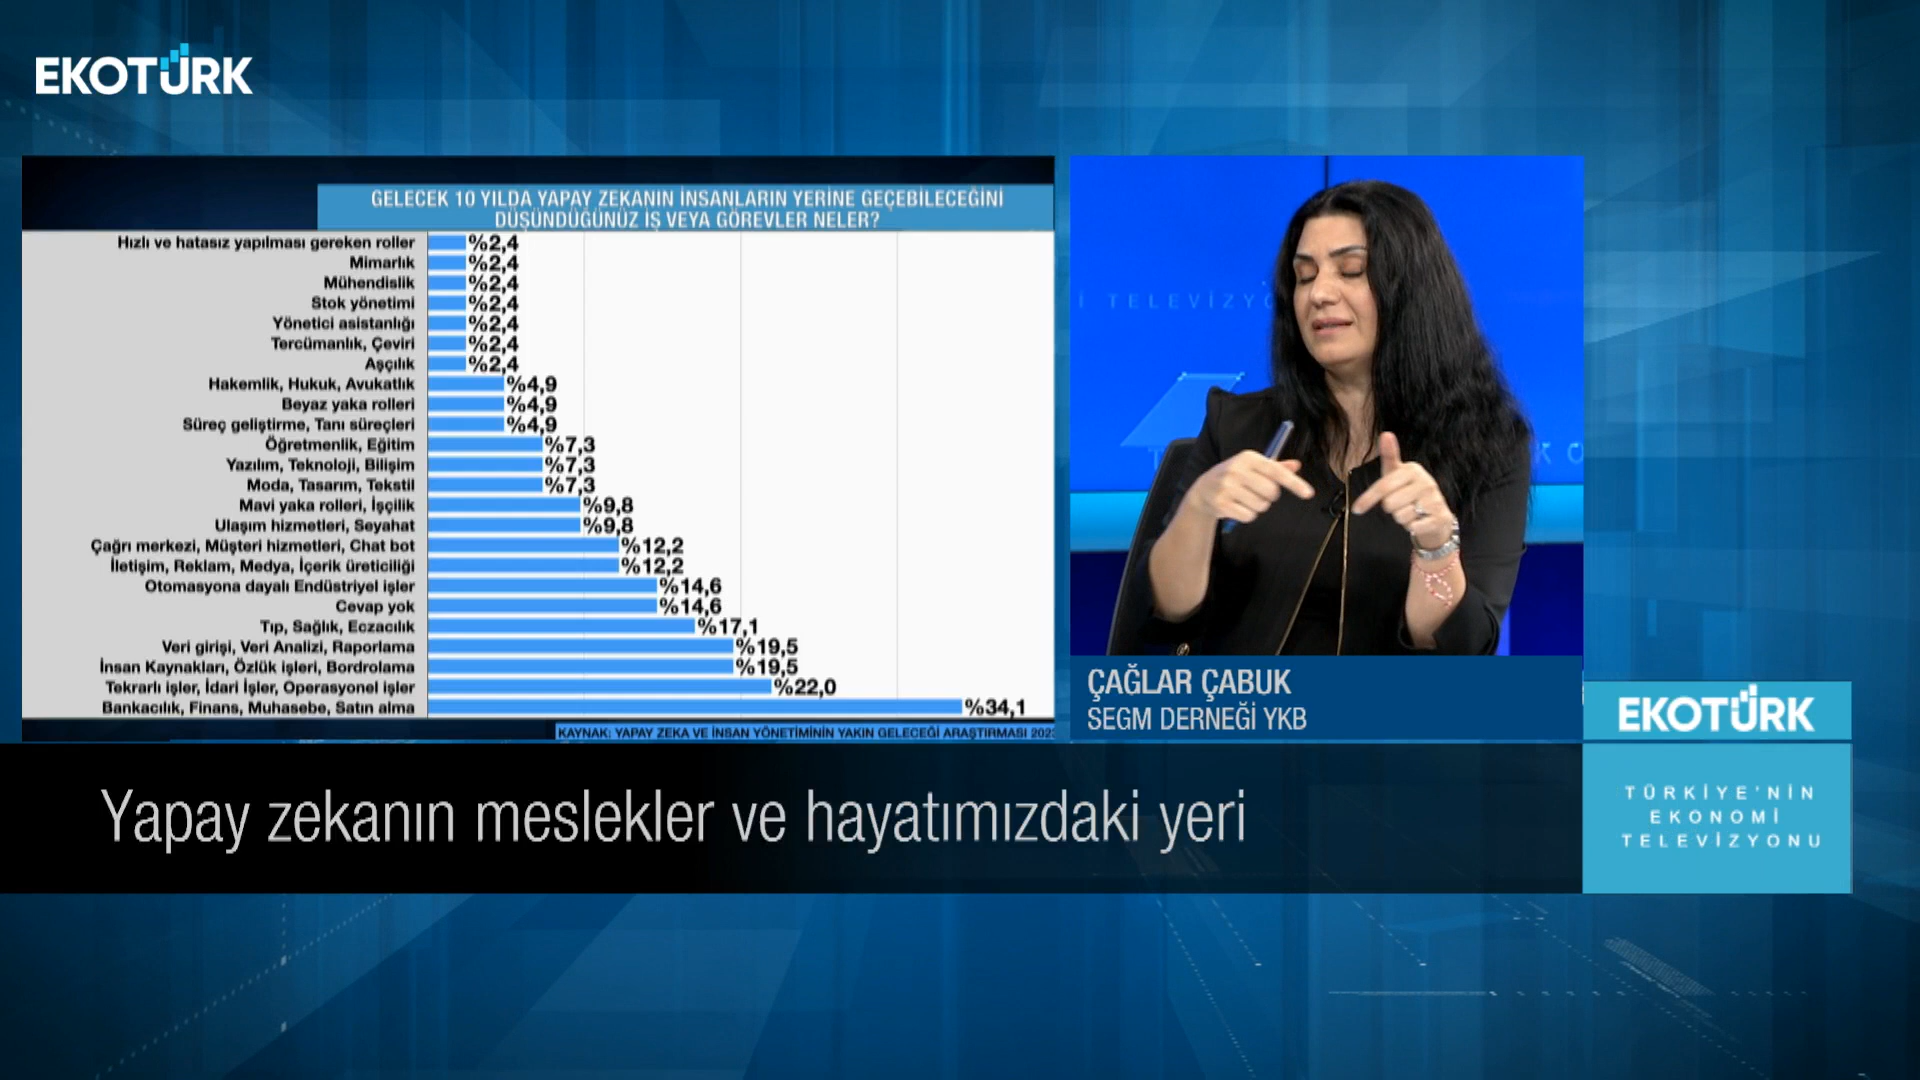 EKOTÜRK
GELECEK 10 YILDA YAPAY ZEKANIN İNSANLARIN YERİNE GEÇEBİLECEĞİNİ
DÜŞÜNDÜĞÜNÜZ İŞ VEYA GÖREVLER NELER?
Hızlı ve hatasız yapılması gereken roller %2,4
Mimarlık %2,4
Mühendislik %2,4
Stok yönetimi %2,4
Yönetici asistanlığı %2,4
Tercümanlık, Çeviri %2,4
Aşçılık %2,4
Hakemlik, Hukuk, Avukatlık %4,9
Beyaz yaka rolleri %4,9
Süreç geliştirme, Tanı süreçleri %4,9
Öğretmenlik, Eğitim %7,3
Yazılım, Teknoloji, Bilişim %7,3
Moda, Tasarım, Tekstil %7,3
Mavi yaka rolleri, İşçilik %9,8
Ulaşım hizmetleri, Seyahat %9,8
Çağrı merkezi, Müşteri hizmetleri, Chat bot %12,2
İletişim, Reklam, Medya, İçerik üreticiliği %12,2
Otomasyona dayalı Endüstriyel işler %14,6
Cevap yok %14,6
Tıp, Sağlık, Eczacılık %17,1
Veri girişi, Veri Analizi, Raporlama %19,5
İnsan Kaynakları, Özlük işleri, Bordrolama %19,5
Tekrarlı işler, İdari İşler, Operasyonel işler %22,0
Bankacılık, Finans, Muhasebe, Satın alma %34,1
KAYNAK: YAPAY ZEKA VE İNSAN YÖNETİMİNİN YAKIN GELECEĞİ ARAŞTIRMASI
İ TELEVİZYO
K O
ÇAĞLAR ÇABUK
SEGM DERNEĞİ YKB
EKOTÜRK
TÜRKİYE'NİN
EKONOMİ
TELEVİZYONU
Yapay zekanın meslekler ve hayatımızdaki yeri